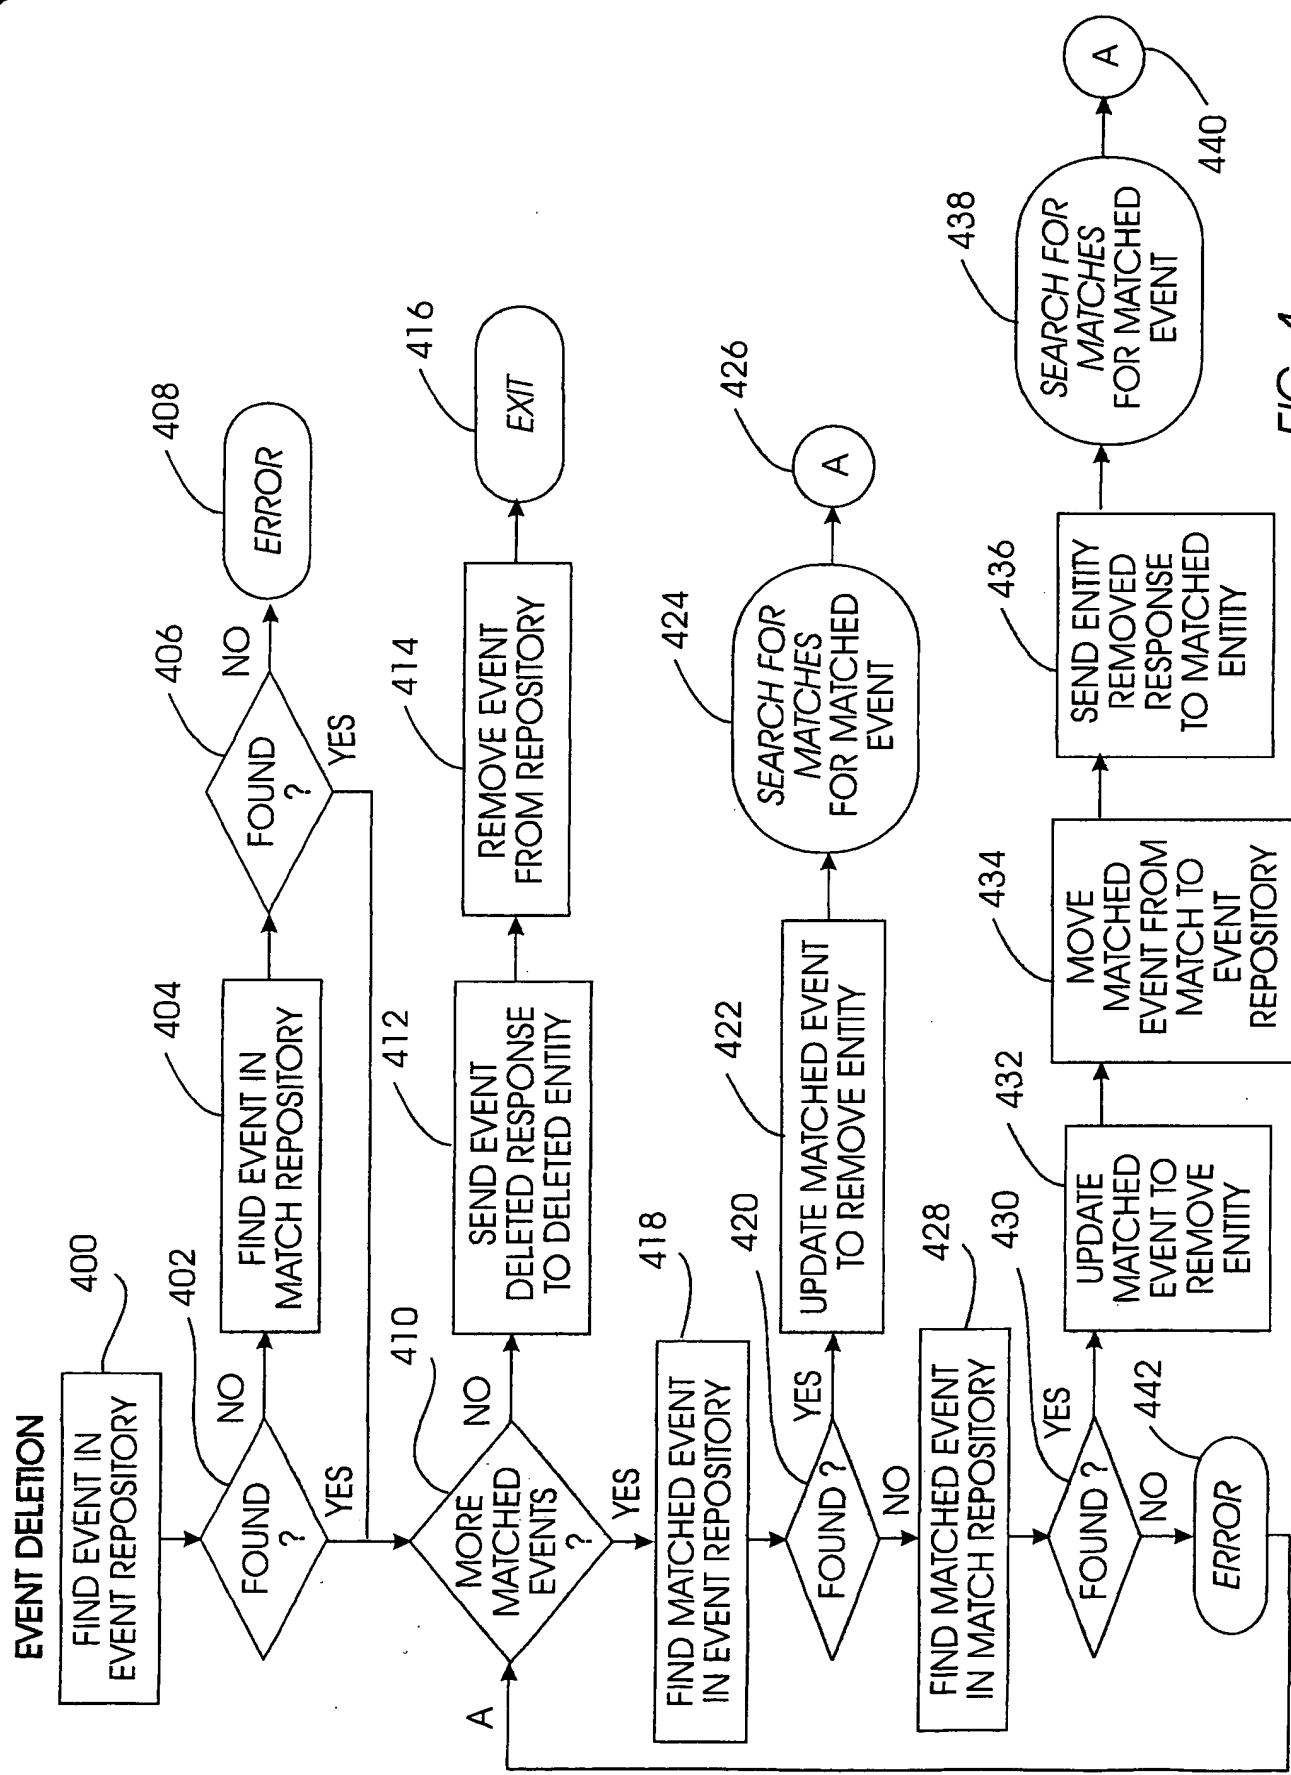 EVENT DELETION
400
FIND EVENT IN
EVENT REPOSITORY
402
FOUND
?
NO
YES
404
FIND EVENT IN
MATCH REPOSITORY
406
FOUND
?
NO
YES
408
ERROR
410
MORE
MATCHED
EVENTS
?
NO
YES
A
412
SEND EVENT
DELETED RESPONSE
TO DELETED ENTITY
414
REMOVE EVENT
FROM REPOSITORY
416
EXIT
418
FIND MATCHED EVENT
IN EVENT REPOSITORY
420
FOUND ?
YES
NO
422
UPDATE MATCHED EVENT
TO REMOVE ENTITY
424
SEARCH FOR
MATCHES
FOR MATCHED
EVENT
426
A
428
FIND MATCHED EVENT
IN MATCH REPOSITORY
430
FOUND ?
YES
NO
432
UPDATE
MATCHED
EVENT TO
REMOVE
ENTITY
434
MOVE
MATCHED
EVENT FROM
MATCH TO
EVENT
REPOSITORY
436
SEND ENTITY
REMOVED
RESPONSE
TO MATCHED
ENTITY
438
SEARCH FOR
MATCHES
FOR MATCHED
EVENT
440
A
442
ERROR
FIG. 4